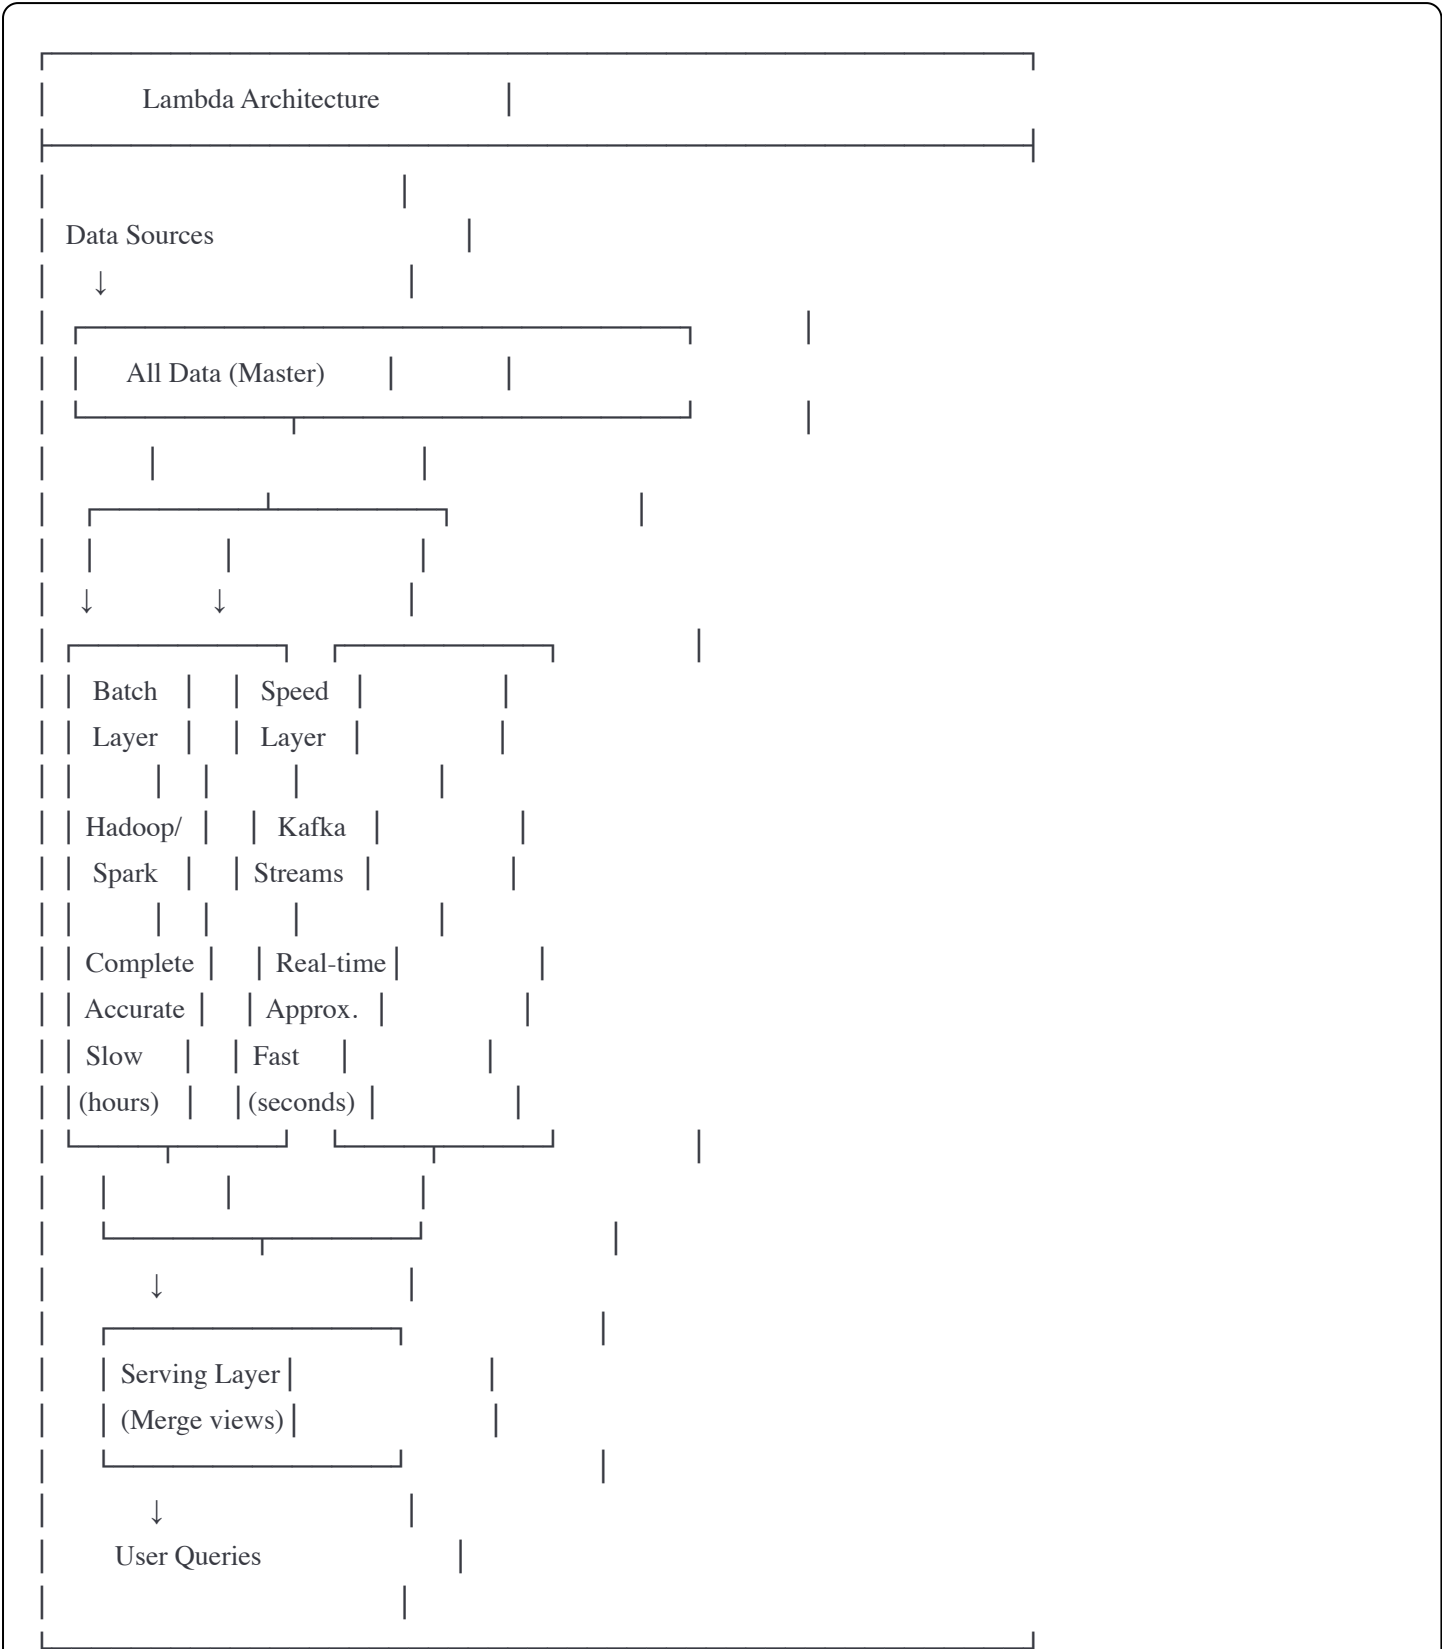 Lambda Architecture
Data Sources
↓
All Data (Master)
↓ ↓
Batch Speed
Layer Layer
Hadoop/ Kafka
Spark Streams
Complete Real-time
Accurate Approx.
Slow Fast
(hours) (seconds)
↓
Serving Layer
(Merge views)
↓
User Queries